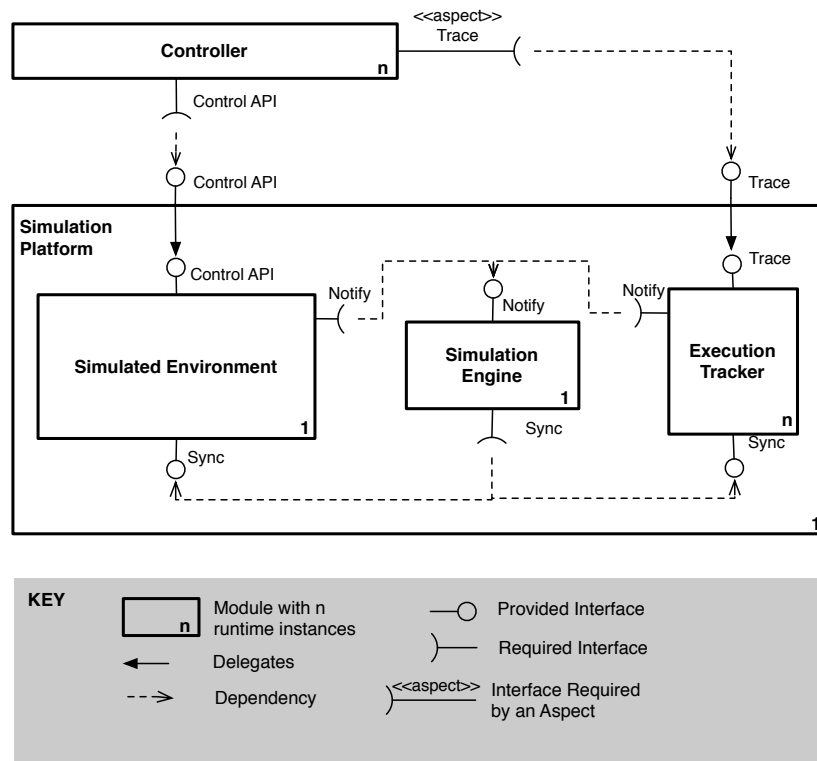 <<aspect>>
Trace
Controller
n
Control API
Control API
Trace
Simulation
Platform
Control API
Notify
Notify
Notify
Trace
Simulated Environment
1
Simulation
Engine
1
Execution
Tracker
n
Sync
Sync
Sync
1
KEY
n
Module with n
runtime instances
Provided Interface
Required Interface
Delegates
Dependency
<<aspect>>
Interface Required
by an Aspect